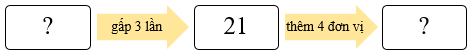 ? gấp 3 lần 21 thêm 4 đơn vị ?